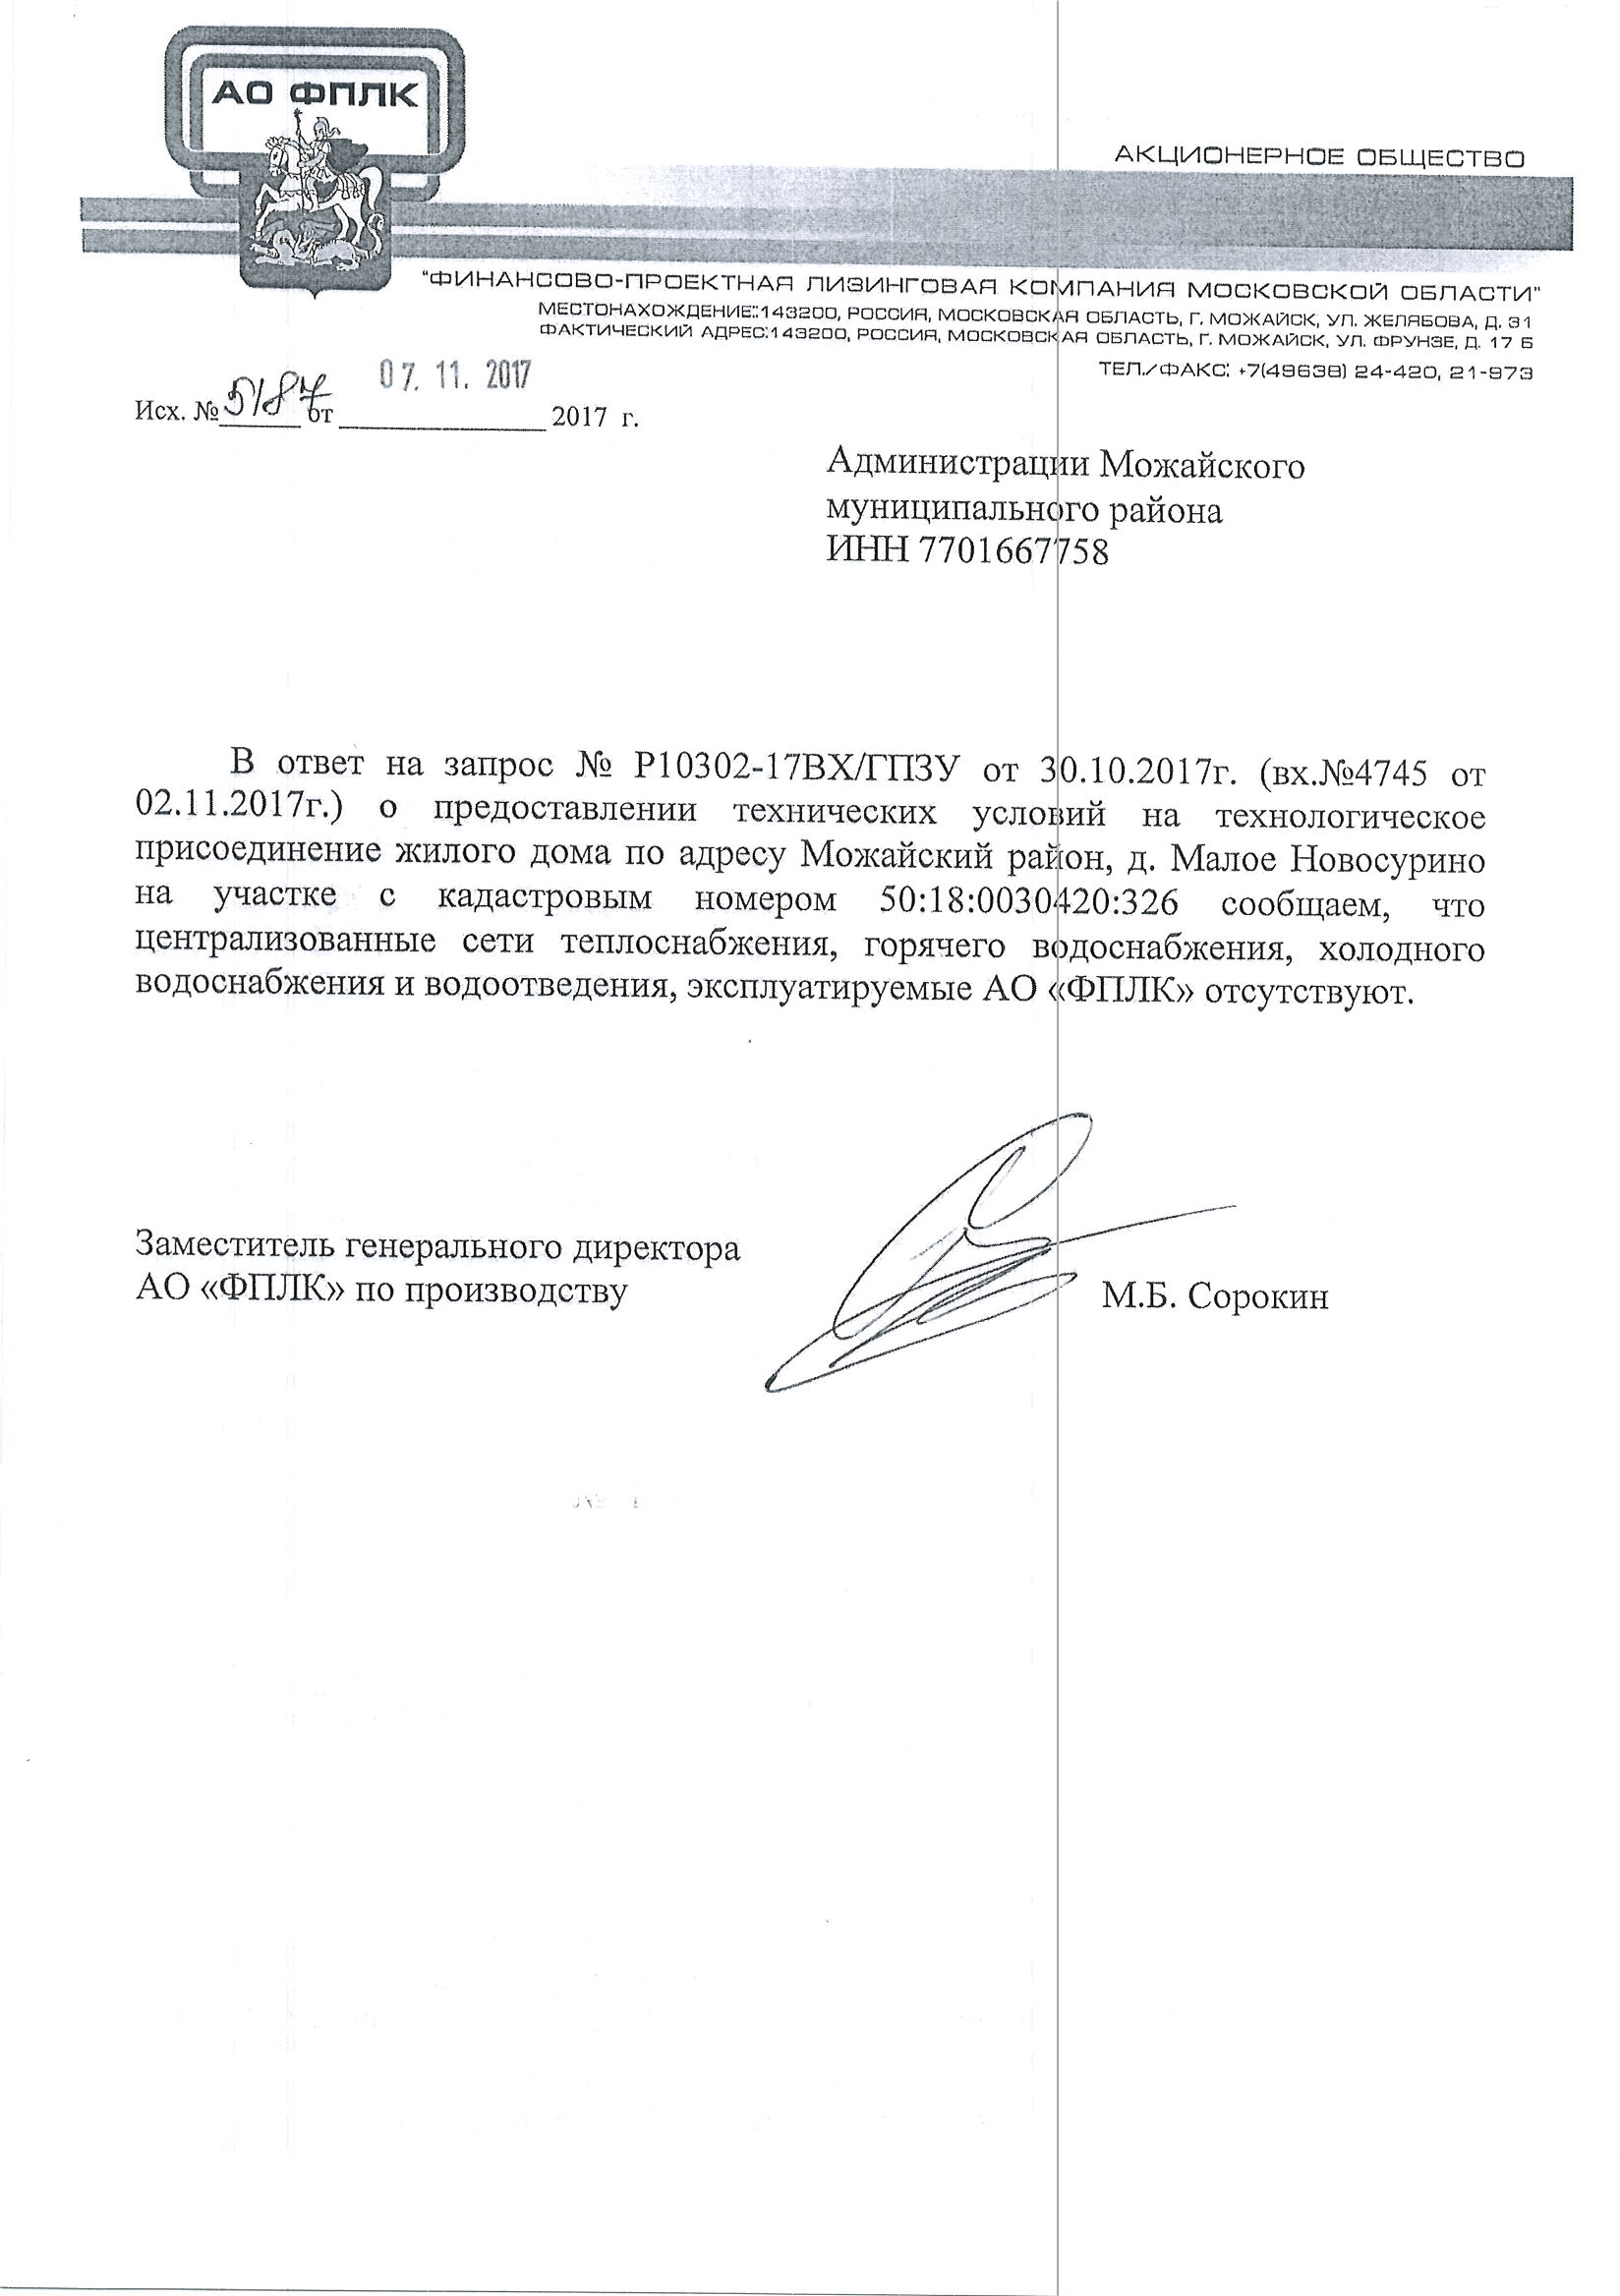 АО ФПЛК
АКЦИОНЕРНОЕ ОБЩЕСТВО
"ФИНАНСОВО-ПРОЕКТНАЯ ЛИЗИНГОВАЯ КОМПАНИЯ МОСКОВСКОЙ ОБЛАСТИ"
МЕСТОНАХОЖДЕНИЕ:143200, РОССИЯ, МОСКОВСКАЯ ОБЛАСТЬ, Г. МОЖАЙСК, УЛ. ЖЕЛЯБОВА, Д. 31
ФАКТИЧЕСКИЙ АДРЕС:143200, РОССИЯ, МОСКОВСКАЯ ОБЛАСТЬ, Г. МОЖАЙСК, УЛ. ФРУНЗЕ, Д. 17 Б
ТЕЛ./ФАКС: +7(49638) 24-420, 21-973
07. 11. 2017
Исх. № 5187 от ______________ 2017 г.
Администрации Можайского
муниципального района
ИНН 7701667758
В ответ на запрос № Р10302-17ВХ/ГПЗУ от 30.10.2017г. (вх.№4745 от
02.11.2017г.) о предоставлении технических условий на технологическое
присоединение жилого дома по адресу Можайский район, д. Малое Новосурино
на участке с кадастровым номером 50:18:0030420:326 сообщаем, что
централизованные сети теплоснабжения, горячего водоснабжения, холодного
водоснабжения и водоотведения, эксплуатируемые АО «ФПЛК» отсутствуют.
Заместитель генерального директора
АО «ФПЛК» по производству
М.Б. Сорокин